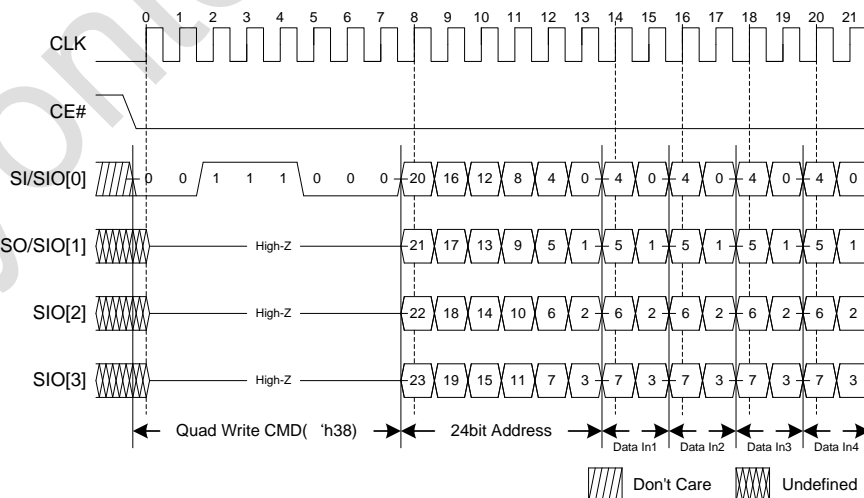 0 1 2 3 4 5 6 7 8 9 10 11 12 13 14 15 16 17 18 19 20 21
CLK
CE#
SI/SIO[0] 0 0 1 1 1 0 0 0 20 16 12 8 4 0 4 0 4 0 4 0 4 0
SO/SIO[1] High-Z 21 17 13 9 5 1 5 1 5 1 5 1 5 1
SIO[2] High-Z 22 18 14 10 6 2 6 2 6 2 6 2 6 2
SIO[3] High-Z 23 19 15 11 7 3 7 3 7 3 7 3 7 3
Quad Write CMD( 'h38) 24bit Address
Data In1 Data In2 Data In3 Data In4
Don't Care Undefined